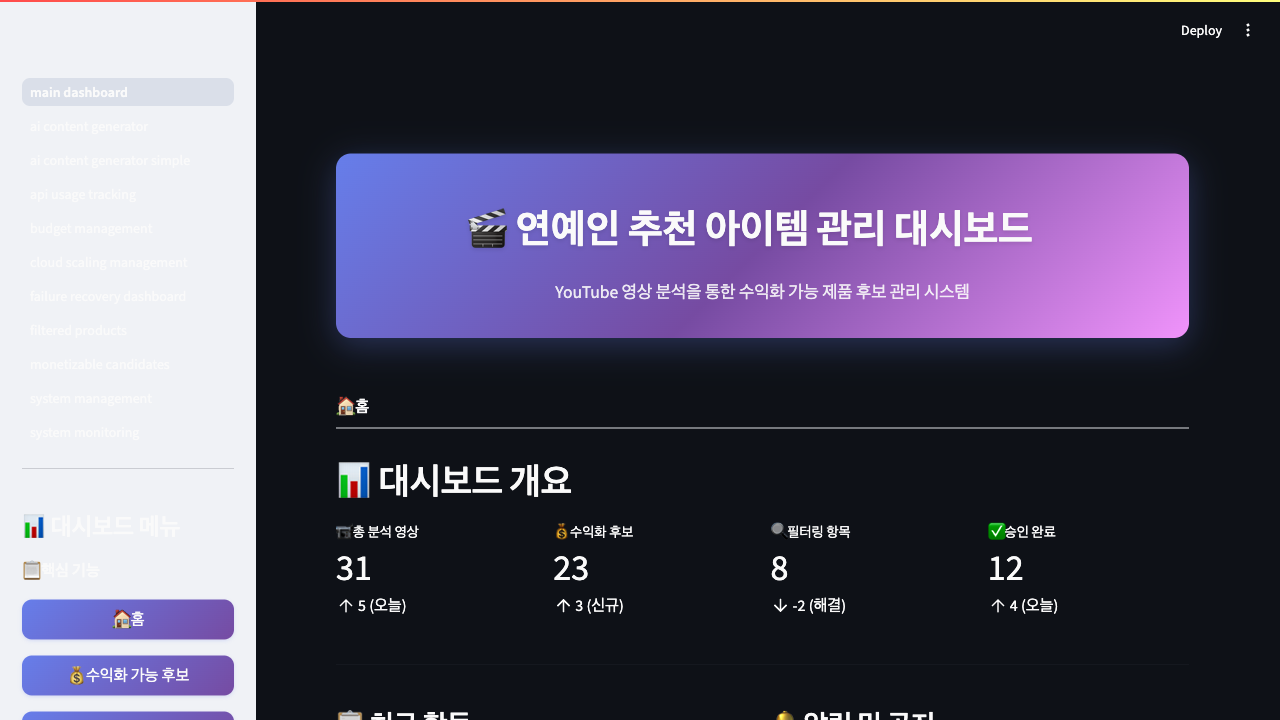 Deploy
main dashboard
ai content generator
ai content generator simple
api usage tracking
budget management
cloud scaling management
failure recovery dashboard
filtered products
monetizable candidates
system management
system monitoring
📊 대시보드 메뉴
📋핵심 기능
🏠홈
💰수익화 가능 후보
🎬 연예인 추천 아이템 관리 대시보드
YouTube 영상 분석을 통한 수익화 가능 제품 후보 관리 시스템
🏠홈
📊 대시보드 개요
총 분석 영상
31
↑ 5 (오늘)
💰수익화 후보
23
↑ 3 (신규)
🔍필터링 항목
8
↓ -2 (해결)
✅승인 완료
12
↑ 4 (오늘)